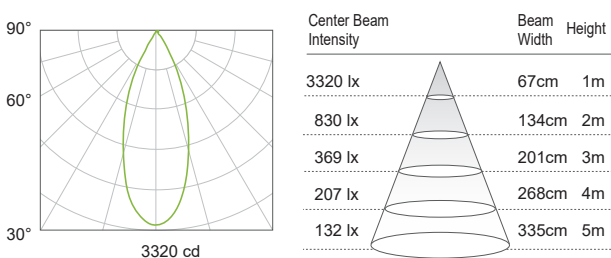 90°
60°
30°
3320 cd
Center Beam Intensity Beam Width Height
3320 lx 67cm 1m
830 lx 134cm 2m
369 lx 201cm 3m
207 lx 268cm 4m
132 lx 335cm 5m